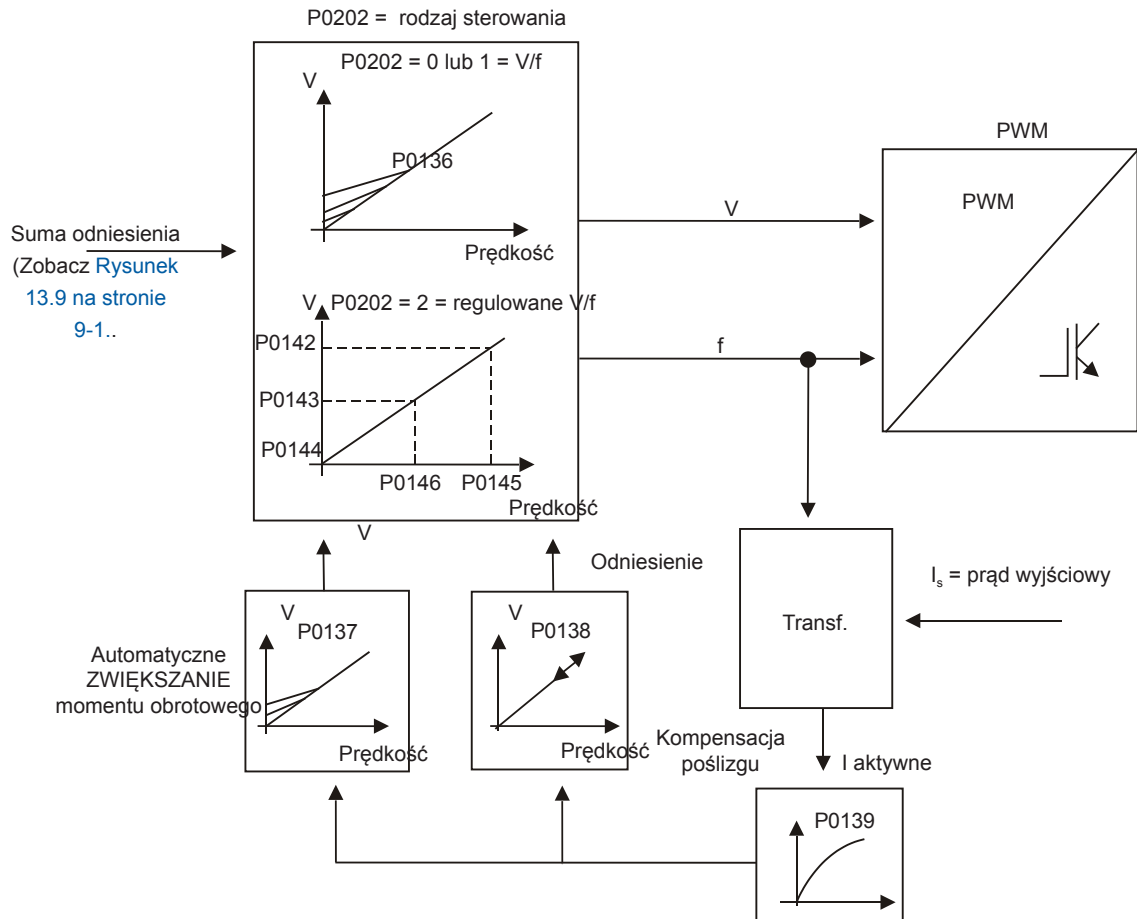 P0202 = rodzaj sterowania
P0202 = 0 lub 1 = V/f
V
P0136
Prędkość
Suma odniesienia
(Zobacz Rysunek
13.9 na stronie
9-1..
V
P0202 = 2 = regulowane V/f
P0142
P0143
P0144
P0146
P0145
Prędkość
V
f
PWM
PWM
V
Odniesienie
V
P0137
Prędkość
Automatyczne
ZWIĘKSZANIE
momentu obrotowego
V
P0138
Prędkość
Kompensacja
poślizgu
Transf.
Is = prąd wyjściowy
I aktywne
P0139